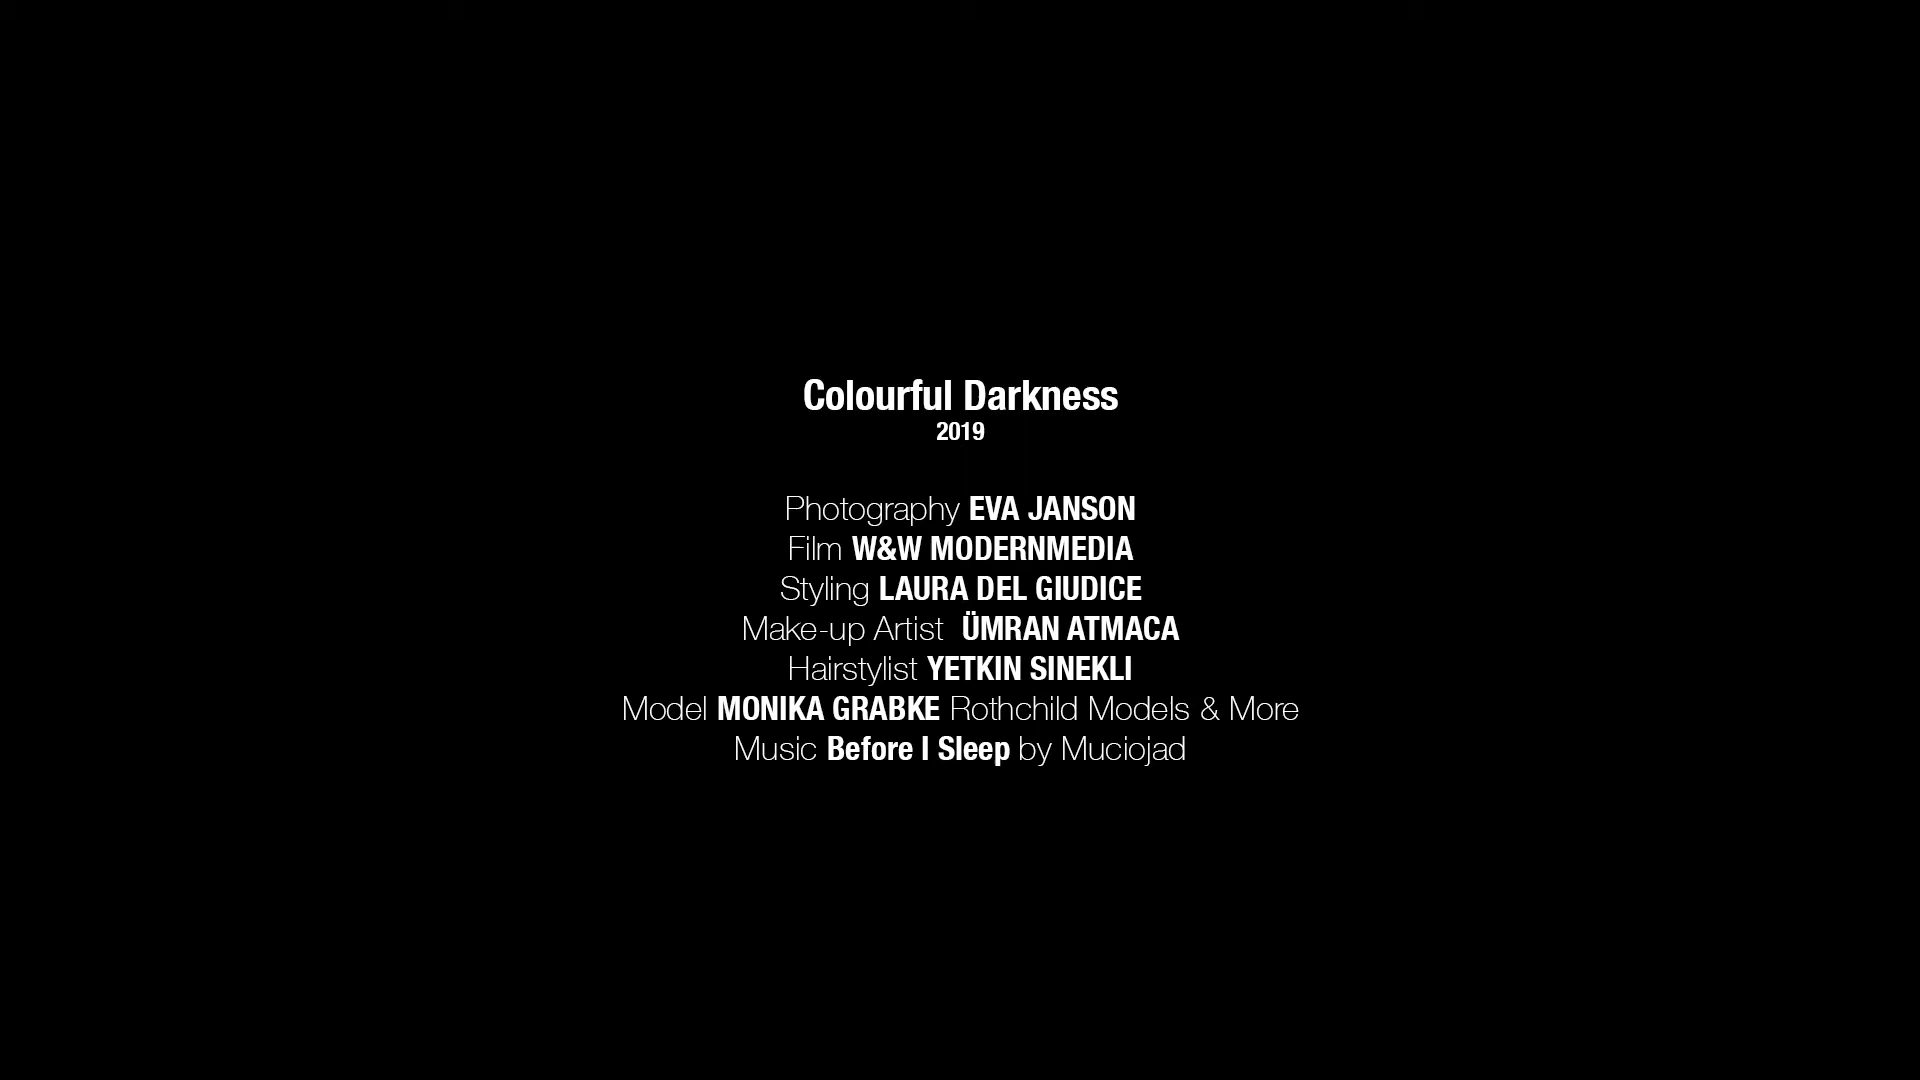 Colourful Darkness
2019
Photography EVA JANSON
Film W&W MODERNMEDIA
Styling LAURA DEL GIUDICE
Make-up Artist  ÜMRAN ATMACA
Hairstylist YETKIN SINEKLI
Model MONIKA GRABKE Rothchild Models & More
Music Before I Sleep by Muciojad